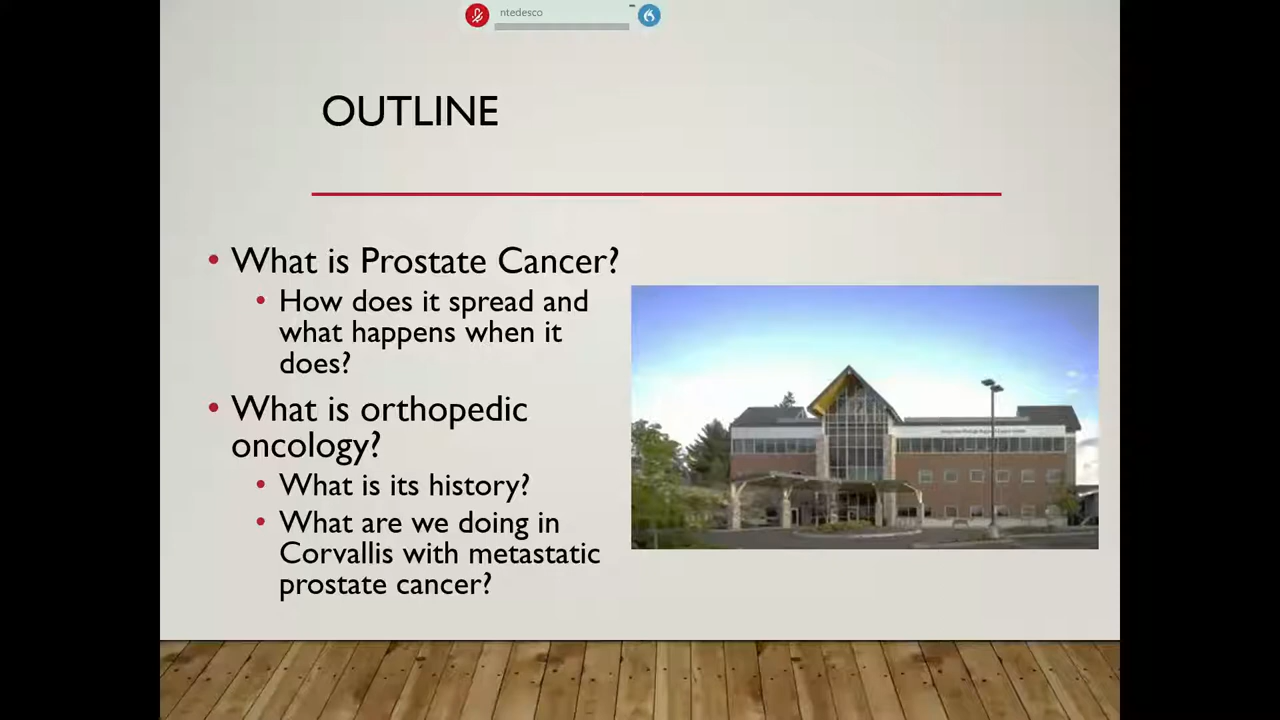 ntedesco
OUTLINE
• What is Prostate Cancer?
• How does it spread and
what happens when it
does?
• What is orthopedic
oncology?
• What is its history?
• What are we doing in
Corvallis with metastatic
prostate cancer?